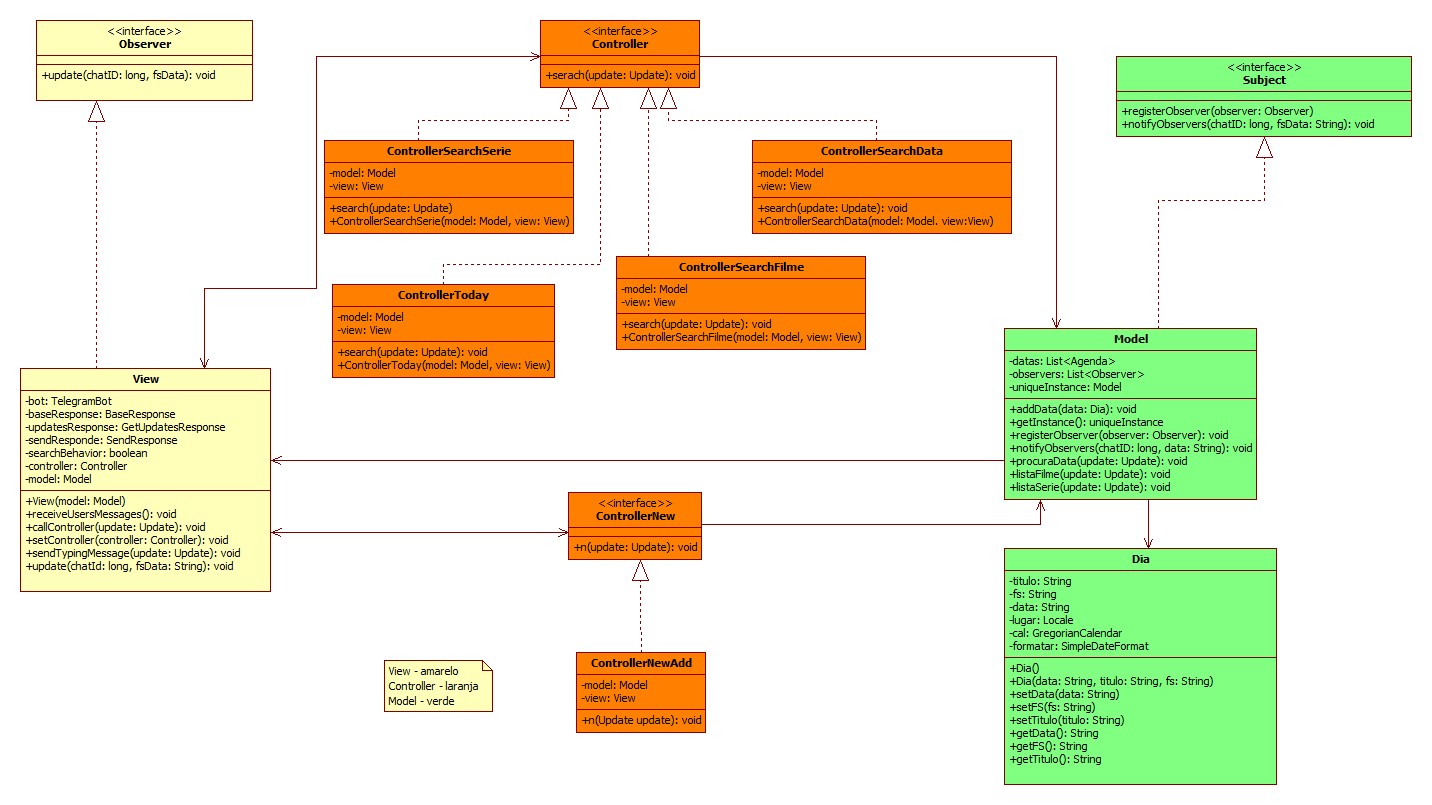 <<interface>>
Observer
+update(chatID: long, fsData): void
<<interface>>
Controller
+serach(update: Update): void
<<interface>>
Subject
+registerObserver(observer: Observer)
+notifyObservers(chatID: long, fsData: String): void
ControllerSearchSerie
-model: Model
-view: View
+search(update: Update)
+ControllerSearchSerie(model: Model, view: View)
ControllerSearchData
-model: Model
-view: View
+search(update: Update): void
+ControllerSearchData(model: Model. view:View)
ControllerToday
-model: Model
-view: View
+search(update: Update): void
+ControllerToday(model: Model, view: View)
ControllerSearchFilme
-model: Model
-view: View
+search(update: Update): void
+ControllerSearchFilme(model: Model, view: View)
View
-bot: TelegramBot
-baseResponse: BaseResponse
-updatesResponse: GetUpdatesResponse
-sendResponde: SendResponse
-searchBehavior: boolean
-controller: Controller
-model: Model
+View(model: Model)
+receiveUsersMessages(): void
+callController(update: Update): void
+setController(controller: Controller): void
+sendTypingMessage(update: Update): void
+update(chatId: long, fsData: String): void
Model
-datas: List<Agenda>
-observers: List<Observer>
-uniqueInstance: Model
+addData(data: Dia): void
+getInstance(): uniqueInstance
+registerObserver(observer: Observer): void
+notifyObservers(chatID: long, data: String): void
+procuraData(update: Update): void
+listaFilme(update: Update): void
+listaSerie(update: Update): void
<<interface>>
ControllerNew
+n(update: Update): void
ControllerNewAdd
-model: Model
-view: View
+n(Update update): void
View - amarelo
Controller - laranja
Model - verde
Dia
-titulo: String
-fs: String
-data: String
-lugar: Locale
-cal: GregorianCalendar
-formatar: SimpleDateFormat
+Dia()
+Dia(data: String, titulo: String, fs: String)
+setData(data: String)
+setFS(fs: String)
+setTitulo(titulo: String)
+getData(): String
+getFS(): String
+getTitulo(): String